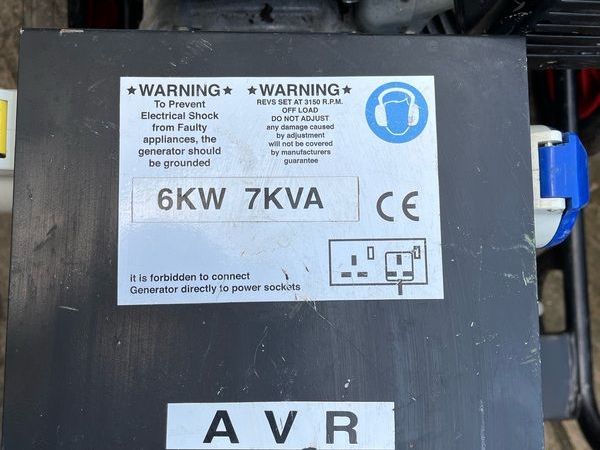 ★WARNING★
To Prevent
Electrical Shock
from Faulty
appliances, the
generator should
be grounded
★WARNING★
REVS SET AT 3150 R.P.M.
OFF LOAD
DO NOT ADJUST
any damage caused
by adjustment
will not be covered
by manufacturers
guarantee
6KW 7KVA
CE
it is forbidden to connect
Generator directly to power sockets
AVR